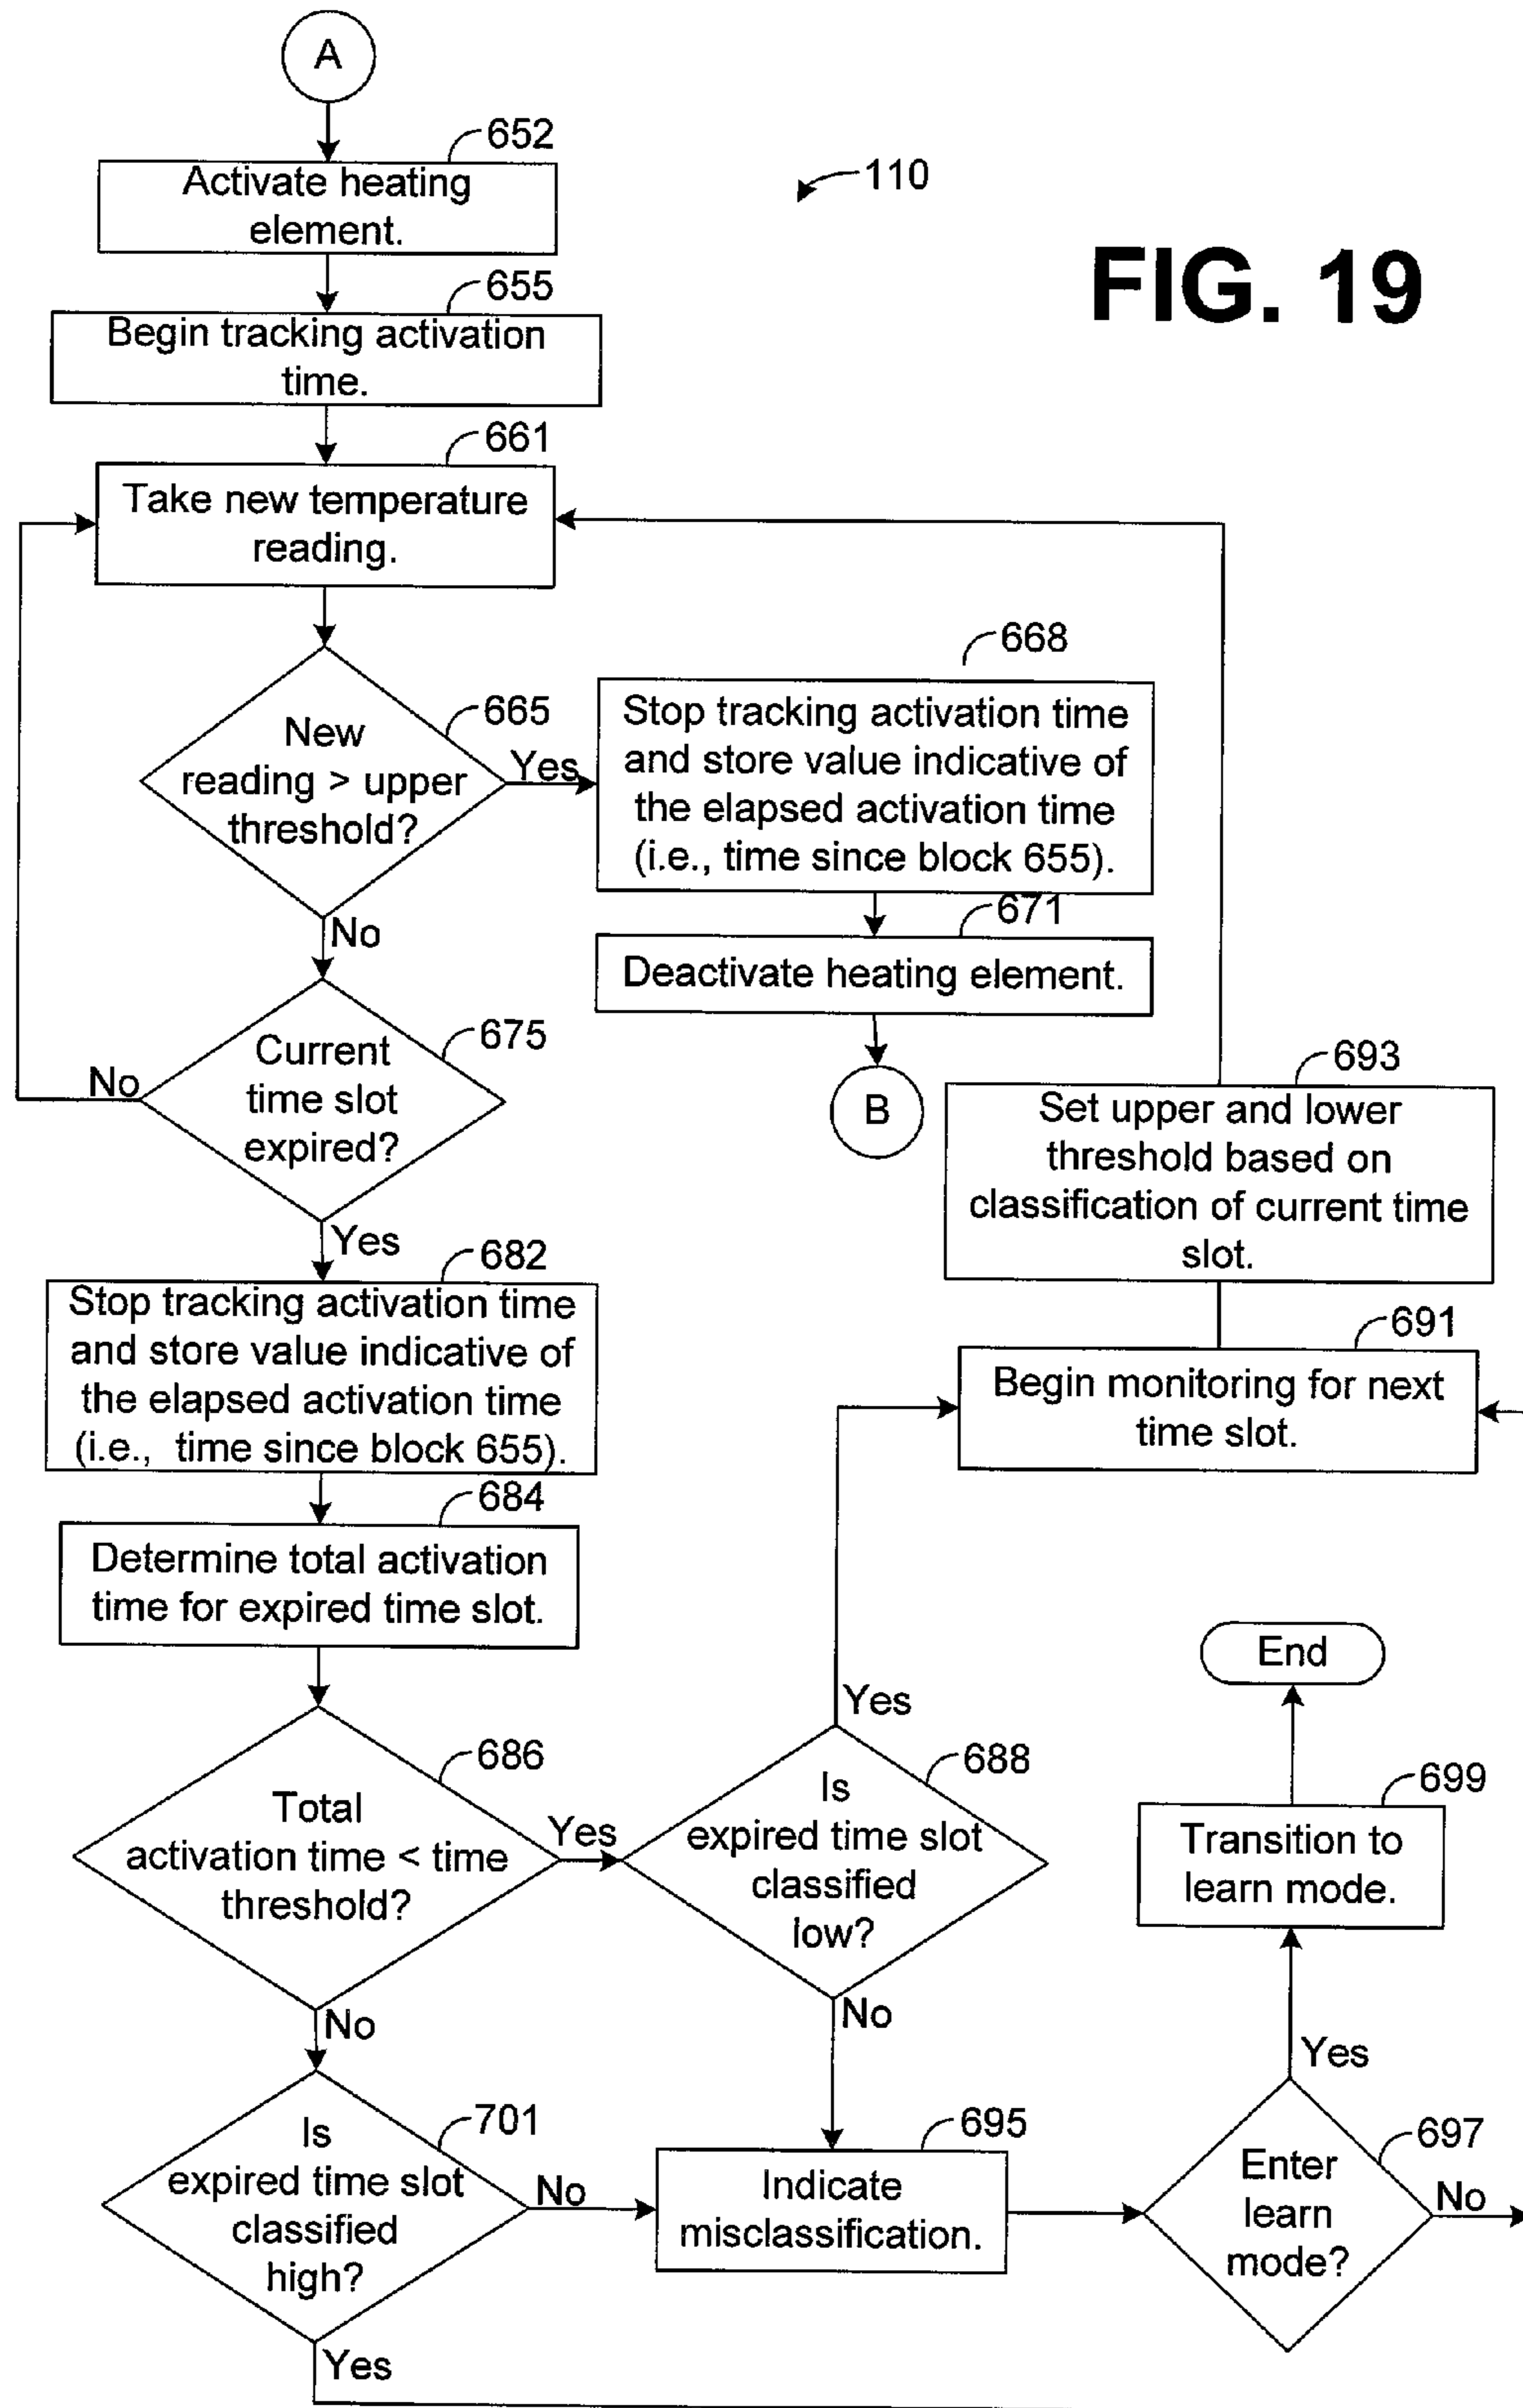 A
652
Activate heating
element.
110
FIG. 19
655
Begin tracking activation
time.
661
Take new temperature
reading.
665
New
reading > upper
threshold?
Yes
668
Stop tracking activation time
and store value indicative of
the elapsed activation time
(i.e., time since block 655).
671
Deactivate heating element.
B
No
675
Current
time slot
expired?
No
Yes
693
Set upper and lower
threshold based on
classification of current time
slot.
691
Begin monitoring for next
time slot.
682
Stop tracking activation time
and store value indicative of
the elapsed activation time
(i.e., time since block 655).
684
Determine total activation
time for expired time slot.
686
Total
activation time < time
threshold?
Yes
688
Is
expired time slot
classified
low?
Yes
No
End
699
Transition to
learn mode.
Yes
No
701
Is
expired time slot
classified
high?
No
695
Indicate
misclassification.
697
Enter
learn
mode?
No
Yes